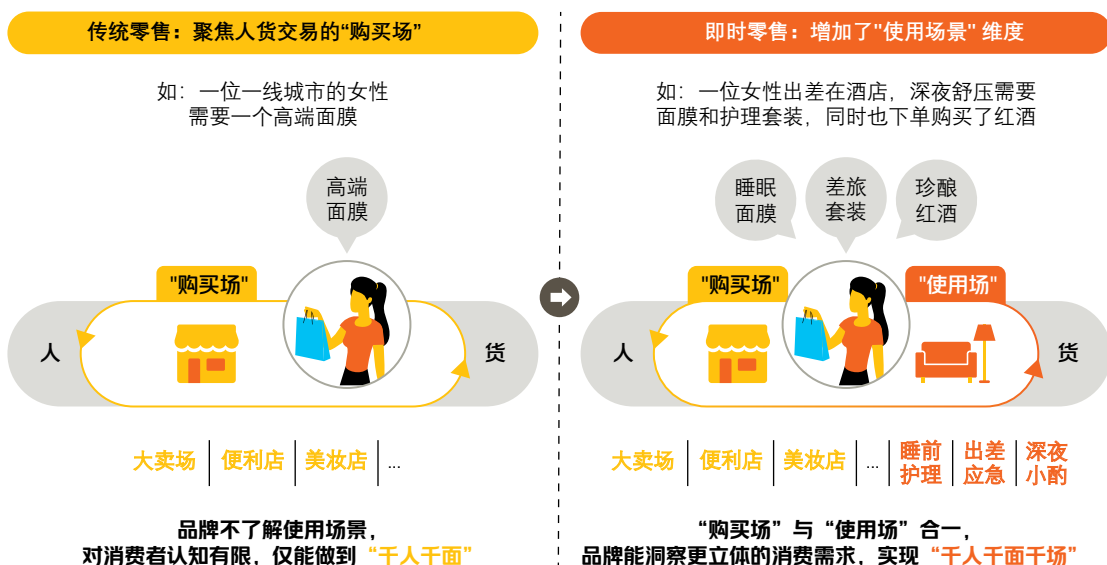 传统零售：聚焦人货交易的“购买场”
如：一位一线城市的女性
需要一个高端面膜
高端
面膜
"购买场"
人
货
大卖场
便利店
美妆店
...
品牌不了解使用场景，
对消费者认知有限，仅能做到“千人千面”
即时零售：增加了"使用场景" 维度
如：一位女性出差在酒店，深夜舒压需要
面膜和护理套装，同时也下单购买了红酒
睡眠
面膜
差旅
套装
珍酿
红酒
"购买场"
"使用场"
人
货
大卖场
便利店
美妆店
...
睡前
护理
出差
应急
深夜
小酌
“购买场”与“使用场”合一，
品牌能洞察更立体的消费需求，实现“千人千面千场”